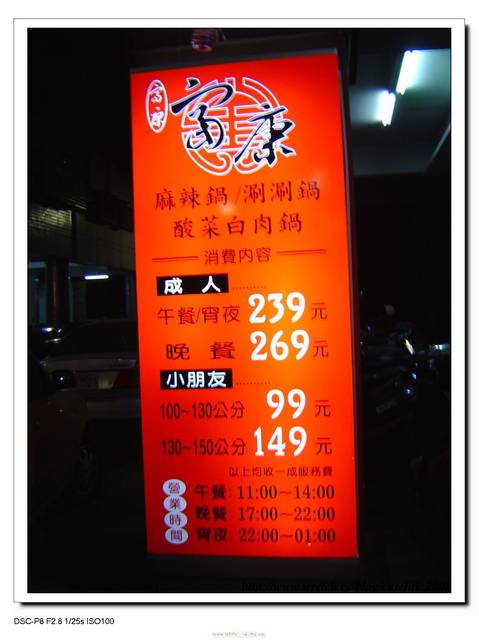 富康
富康
麻辣鍋/涮涮鍋
酸菜白肉鍋
消費內容
成人
午餐/宵夜 239元
晚餐 269元
小朋友
100~130公分 99元
130~150公分 149元
以上均收一成服務費
營業時間
午餐:11:00~14:00
晚餐:17:00~22:00
宵夜:22:00~01:00
DSC-P8 F2.8 1/25s ISO100